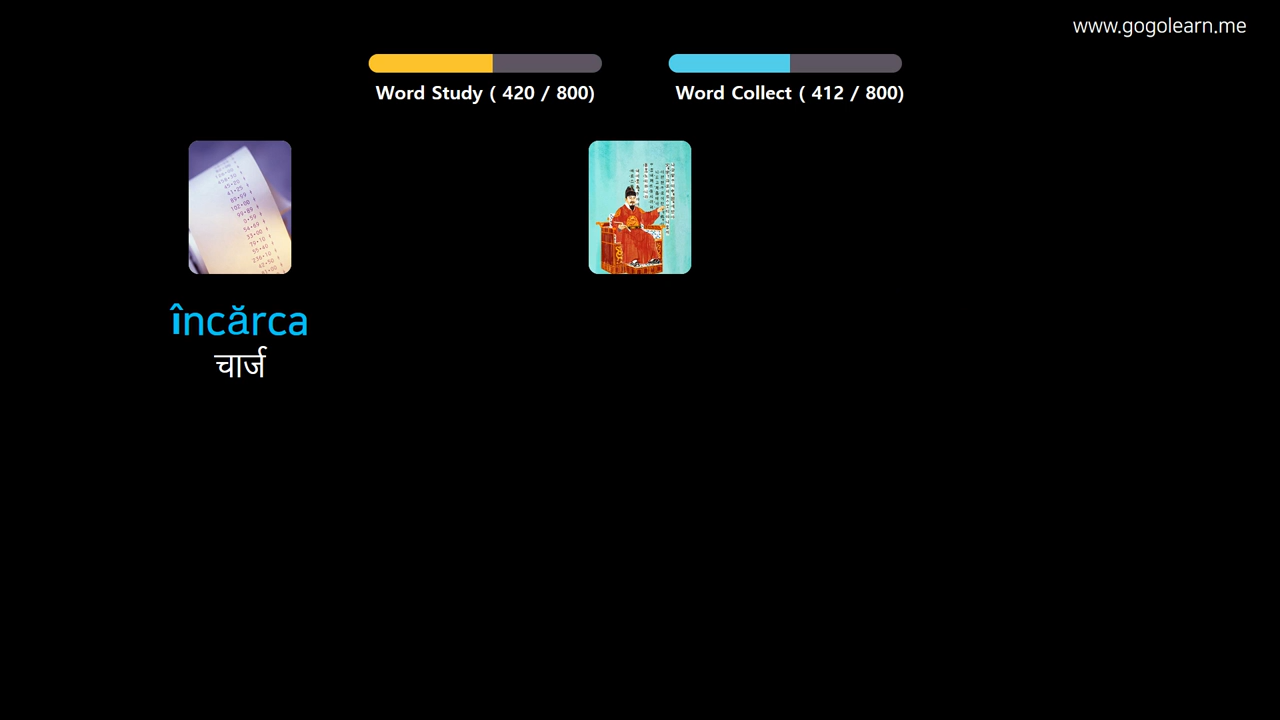 www.gogolearn.me
Word Study ( 420 / 800)
Word Collect ( 412 / 800)
încărca
चार्ज